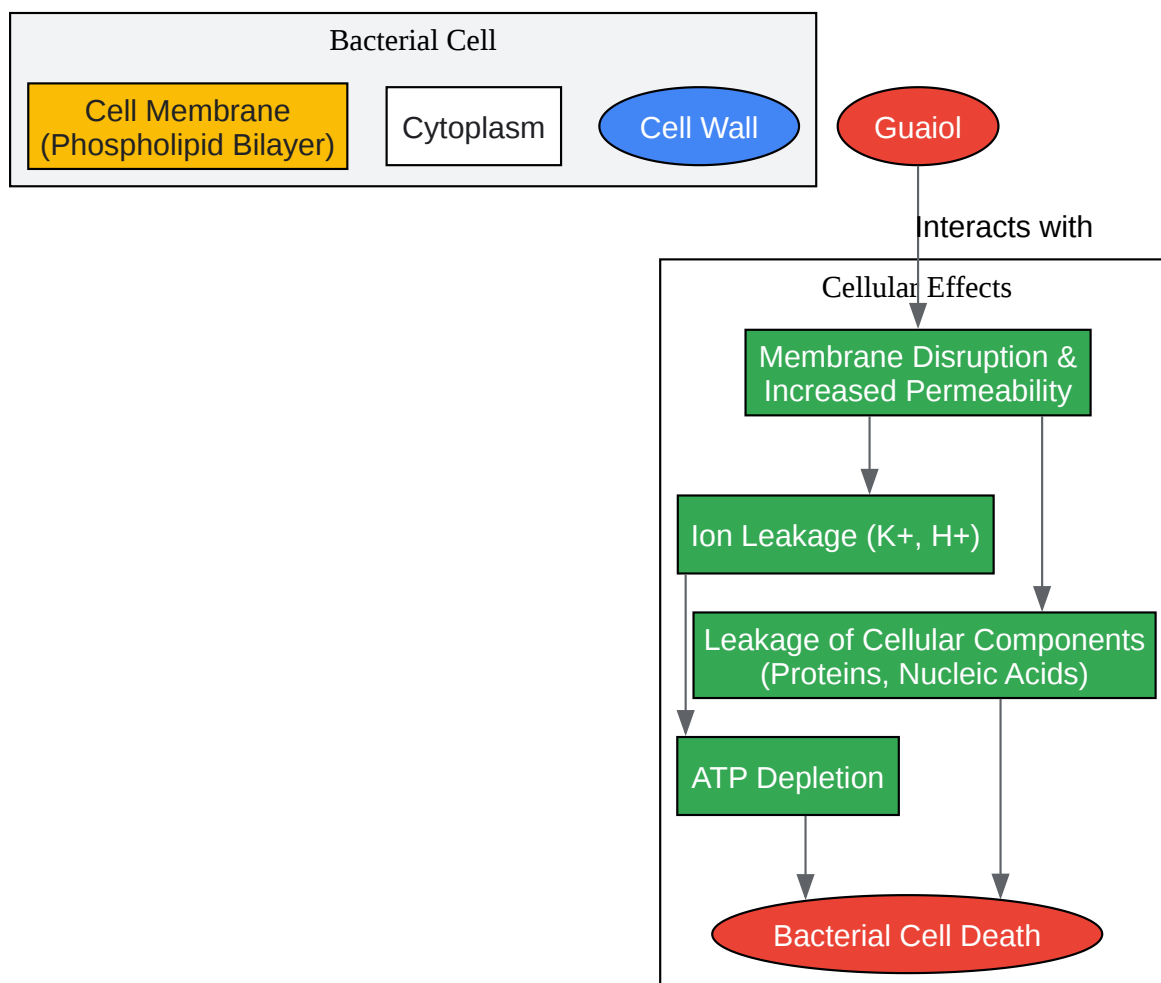 Bacterial Cell
Cell Membrane
(Phospholipid Bilayer)
Cytoplasm
Cell Wall
Guaiol
Interacts with
Cellular Effects
Membrane Disruption &
Increased Permeability
Ion Leakage (K+, H+)
Leakage of Cellular Components
(Proteins, Nucleic Acids)
ATP Depletion
Bacterial Cell Death